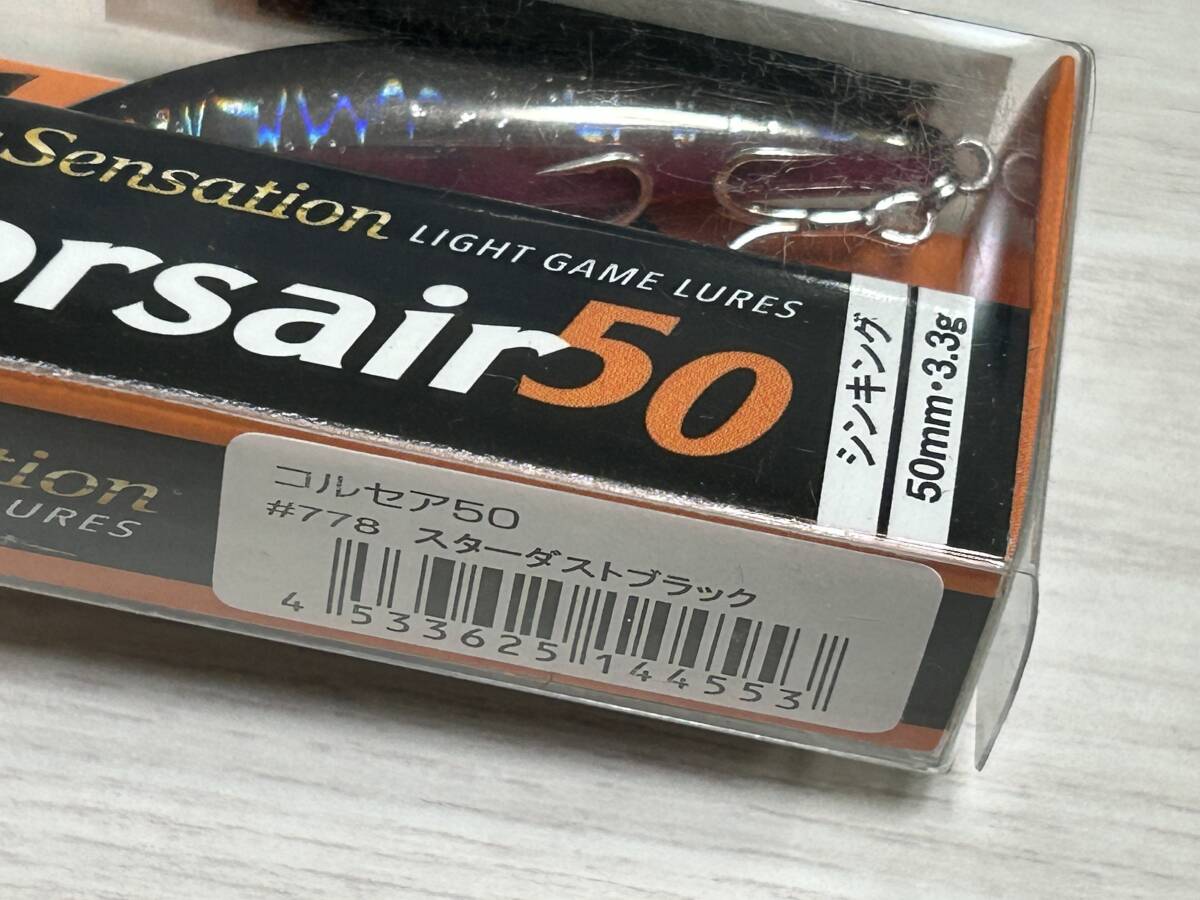 Sensation LIGHT GAME LURES
orsair50
シンキング
50mm・3.3g
tion
URES
コルセア50
#778 スターダストブラック
4 533625 144553